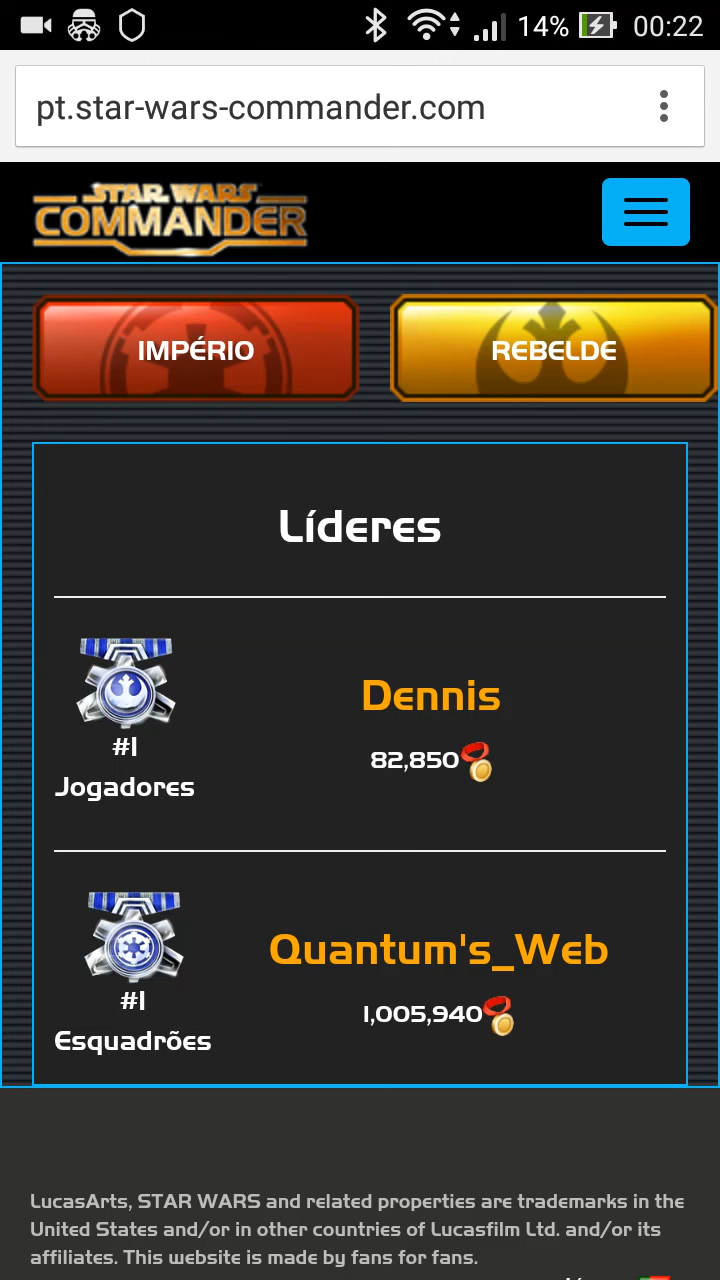 14% 00:22
pt.star-wars-commander.com
STAR WARS
COMMANDER
IMPÉRIO REBELDE
Líderes
Dennis
#1 82,850
Jogadores
Quantum's_Web
#1 1,005,940
Esquadrões
LucasArts, STAR WARS and related properties are trademarks in the
United States and/or in other countries of Lucasfilm Ltd. and/or its
affiliates. This website is made by fans for fans.